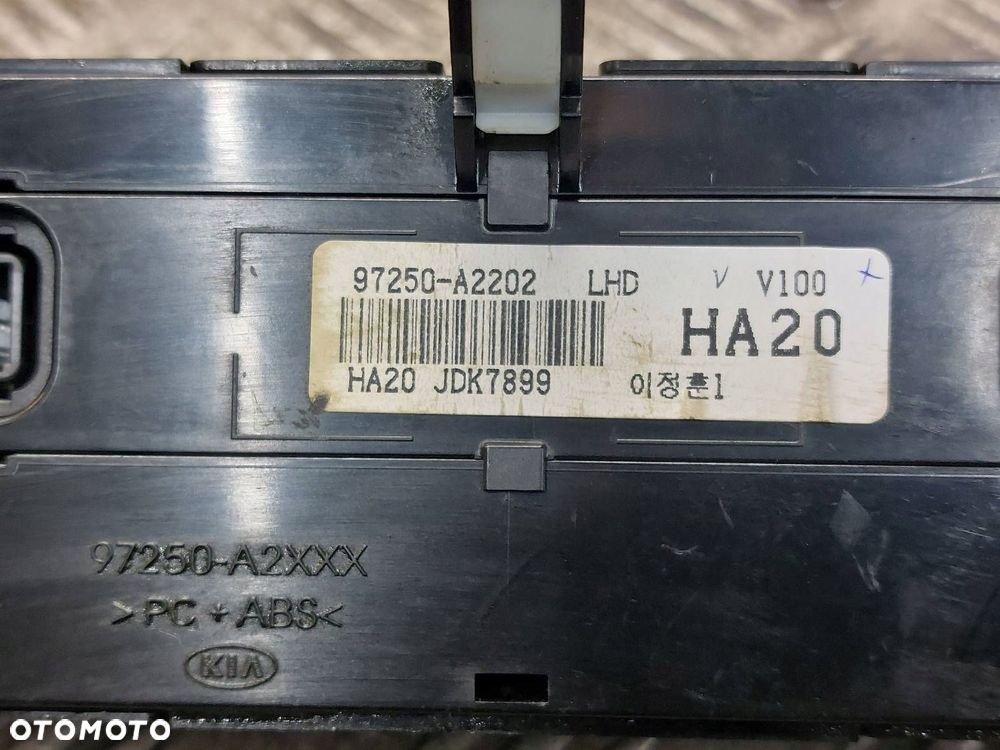 97250-A2202 LHD V V100
HA20
HA20 JDK7899 이정훈1
97250-A2XXX
>PC + ABS<
KIA
OTOMOTO